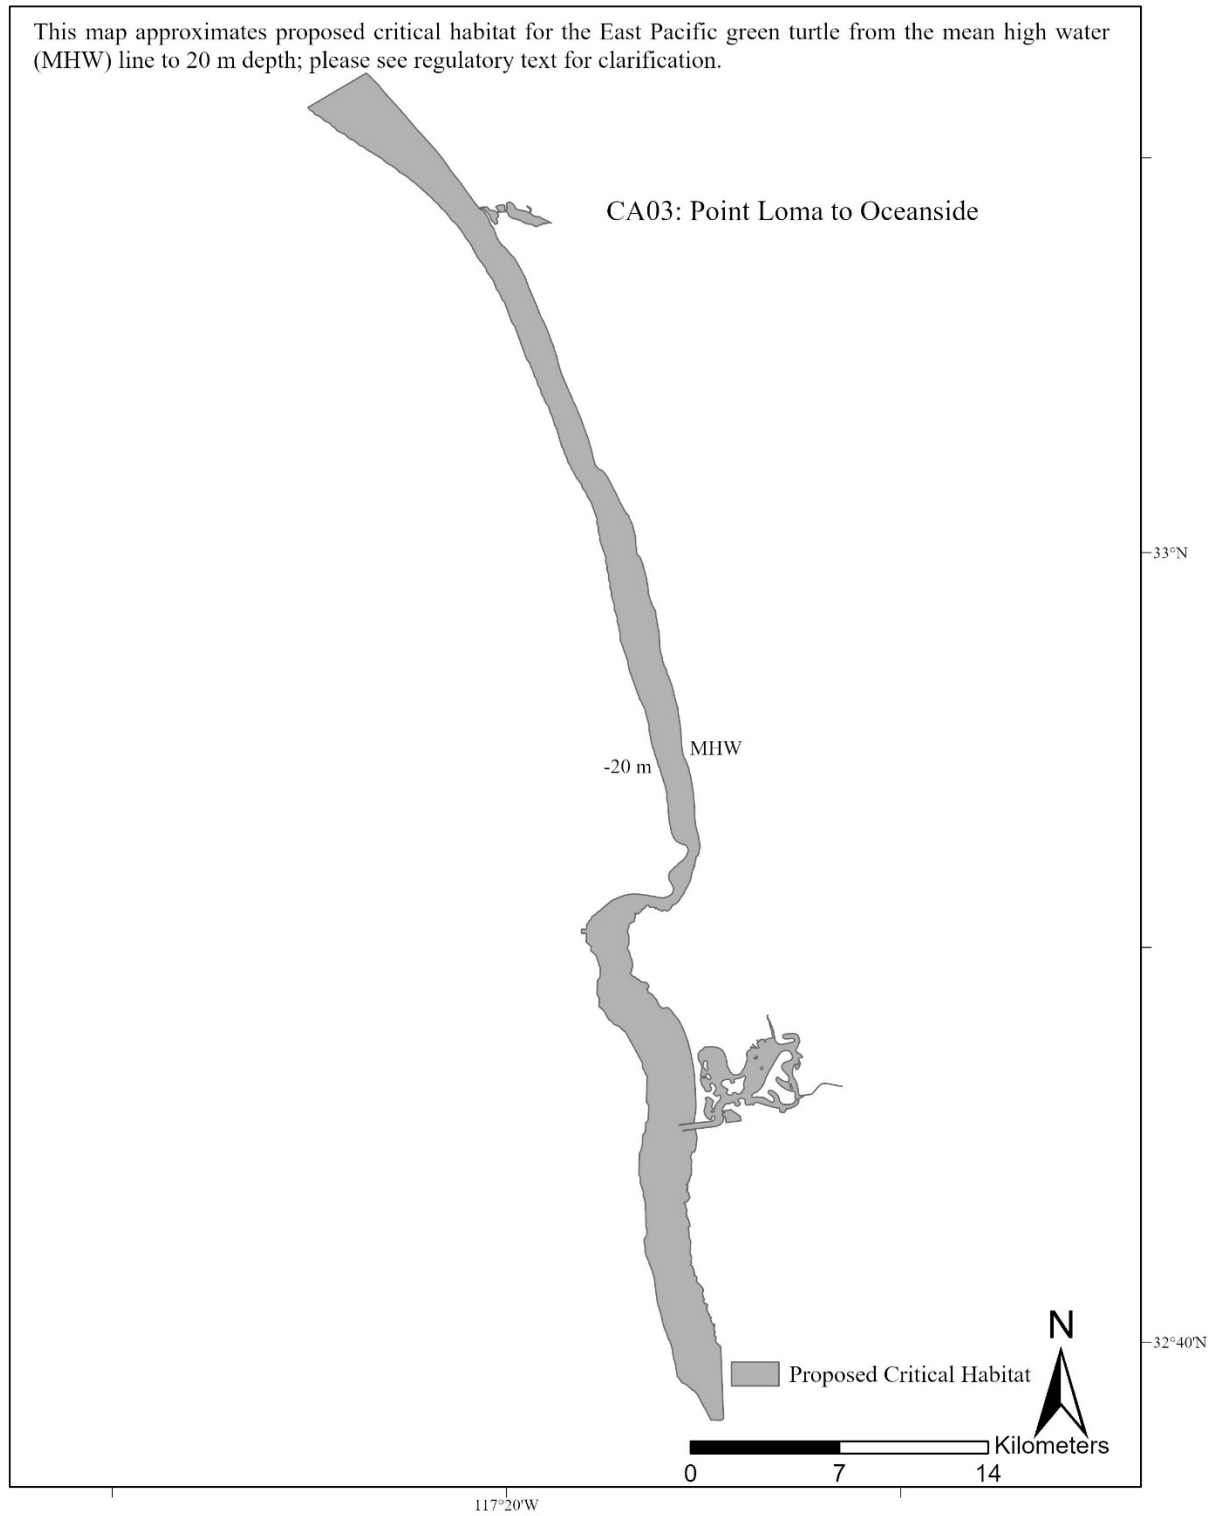 This map approximates proposed critical habitat for the East Pacific green turtle from the mean high water
(MHW) line to 20 m depth; please see regulatory text for clarification.
CA03: Point Loma to Oceanside
33°N
MHW
-20 m
N
32°40'N
Proposed Critical Habitat
Kilometers
0 7 14
117°20'W